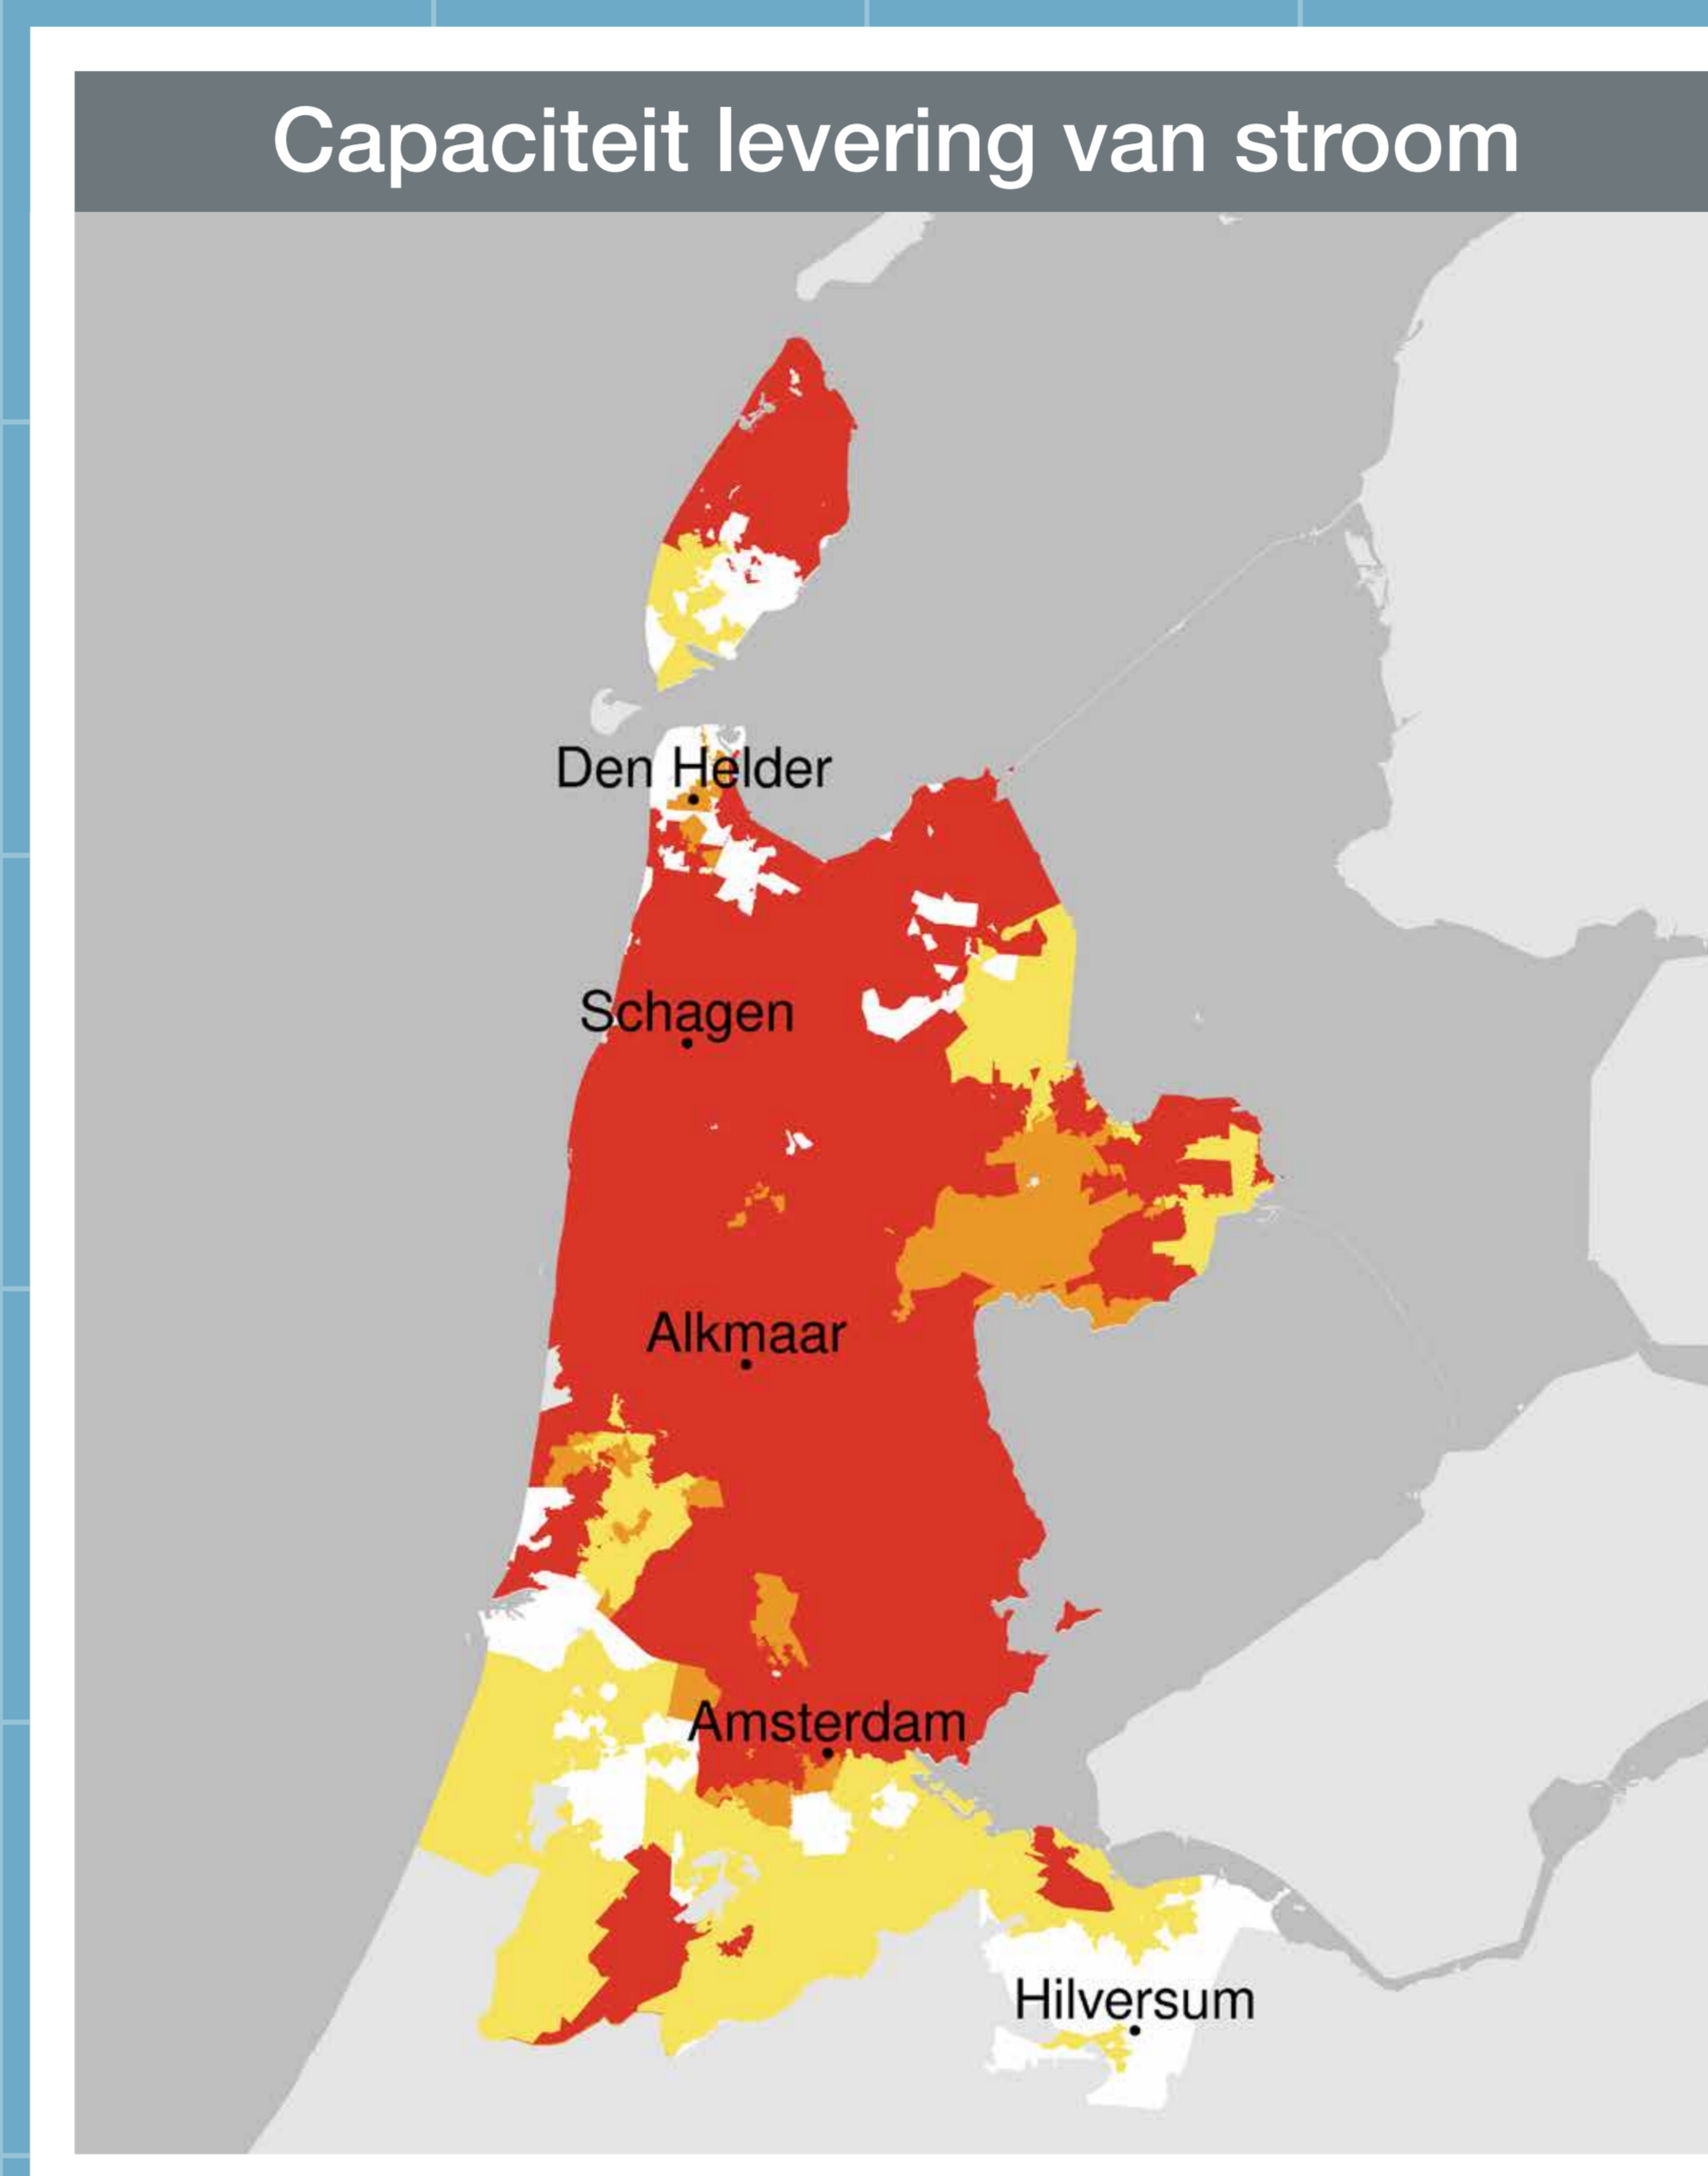 Capaciteit levering van stroom
Den Helder
Schagen
Alkmaar
Amsterdam
Hilversum